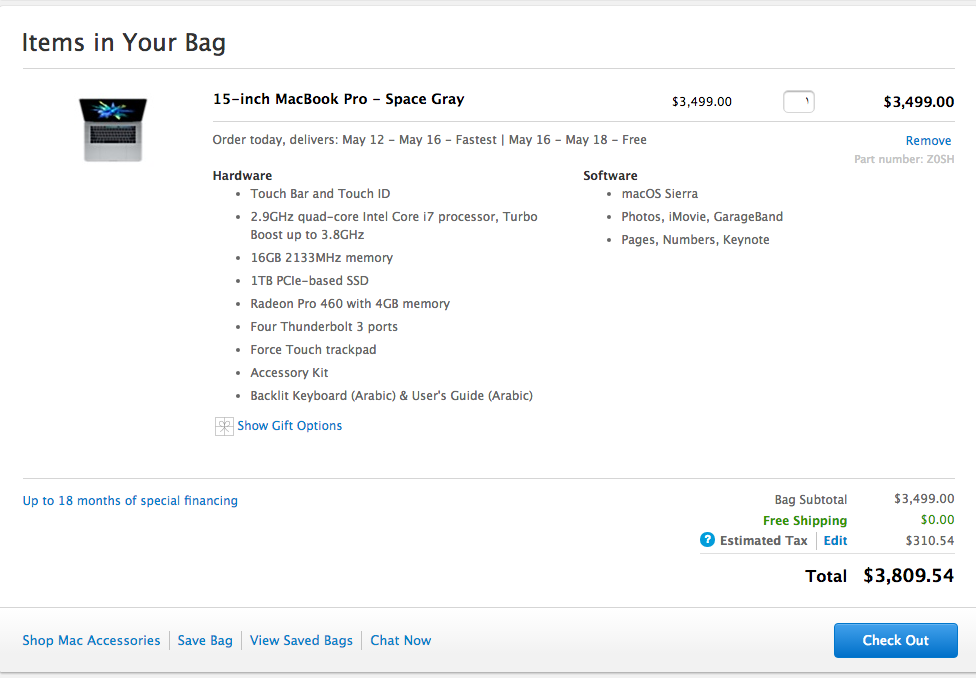 Items in Your Bag
15-inch MacBook Pro – Space Gray
$3,499.00
١
$3,499.00
Order today, delivers: May 12 – May 16 – Fastest | May 16 – May 18 – Free
Remove
Part number: Z0SH
Hardware
• Touch Bar and Touch ID
• 2.9GHz quad-core Intel Core i7 processor, Turbo
Boost up to 3.8GHz
• 16GB 2133MHz memory
• 1TB PCIe-based SSD
• Radeon Pro 460 with 4GB memory
• Four Thunderbolt 3 ports
• Force Touch trackpad
• Accessory Kit
• Backlit Keyboard (Arabic) & User's Guide (Arabic)
Software
• macOS Sierra
• Photos, iMovie, GarageBand
• Pages, Numbers, Keynote
Show Gift Options
Up to 18 months of special financing
Bag Subtotal $3,499.00
Free Shipping $0.00
? Estimated Tax | Edit $310.54
Total $3,809.54
Shop Mac Accessories | Save Bag | View Saved Bags | Chat Now
Check Out